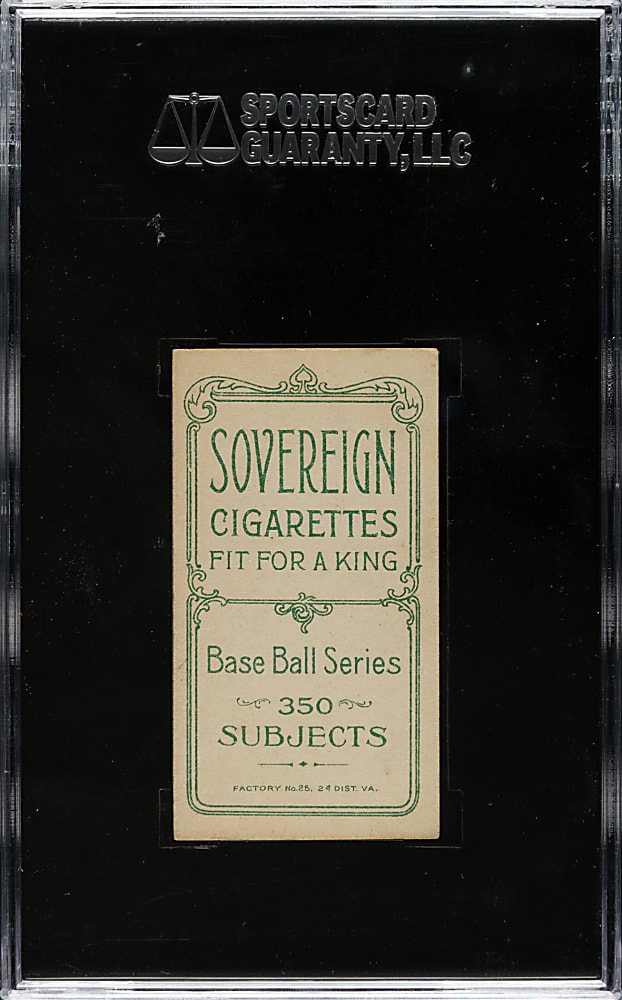 SPORTSCARD
GUARANTY, LLC
SOVEREIGN
CIGARETTES
FIT FOR A KING
Base Ball Series
350
SUBJECTS
FACTORY No. 25, 2d DIST. VA.